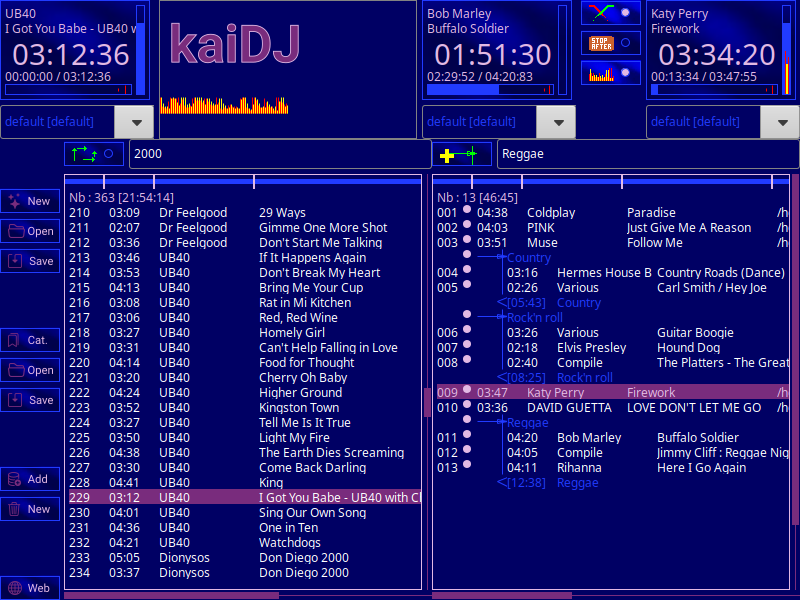 UB40
I Got You Babe - UB40 w
03:12:36
00:00:00 / 03:12:36
kaiDJ
Bob Marley
Buffalo Soldier
01:51:30
02:29:52 / 04:20:83
STOP AFTER
Katy Perry
Firework
03:34:20
00:13:34 / 03:47:55
default [default]
default [default]
default [default]
2000
Reggae
New
Open
Save
Cat.
Open
Save
Add
New
Web
Nb : 363 [21:54:14]
210 03:09 Dr Feelgood 29 Ways
211 02:07 Dr Feelgood Gimme One More Shot
212 03:36 Dr Feelgood Don't Start Me Talking
213 03:46 UB40 If It Happens Again
214 03:53 UB40 Don't Break My Heart
215 04:13 UB40 Bring Me Your Cup
216 03:08 UB40 Rat in Mi Kitchen
217 03:06 UB40 Red, Red Wine
218 03:27 UB40 Homely Girl
219 03:31 UB40 Can't Help Falling in Love
220 04:14 UB40 Food for Thought
221 03:20 UB40 Cherry Oh Baby
222 04:24 UB40 Higher Ground
223 03:52 UB40 Kingston Town
224 03:27 UB40 Tell Me Is It True
225 03:50 UB40 Light My Fire
226 04:38 UB40 The Earth Dies Screaming
227 03:30 UB40 Come Back Darling
228 04:41 UB40 King
229 03:12 UB40 I Got You Babe - UB40 with Cl
230 04:01 UB40 Sing Our Own Song
231 04:36 UB40 One in Ten
232 04:21 UB40 Watchdogs
233 05:05 Dionysos Don Diego 2000
234 03:37 Dionysos Don Diego 2000
Nb : 13 [46:45]
001 04:38 Coldplay Paradise /h
002 04:03 PINK Just Give Me A Reason /h
003 03:51 Muse Follow Me /h
Country
004 03:16 Hermes House B Country Roads (Dance)
005 02:26 Various Carl Smith / Hey Joe
<[05:43] Country
Rock'n roll
006 03:26 Various Guitar Boogie
007 02:18 Elvis Presley Hound Dog
008 02:40 Compile The Platters - The Great
<[08:25] Rock'n roll
009 03:47 Katy Perry Firework /h
010 03:36 DAVID GUETTA LOVE DON'T LET ME GO /h
Reggae
011 04:20 Bob Marley Buffalo Soldier
012 04:05 Compile Jimmy Cliff : Reggae Nig
013 04:11 Rihanna Here I Go Again
<[12:38] Reggae